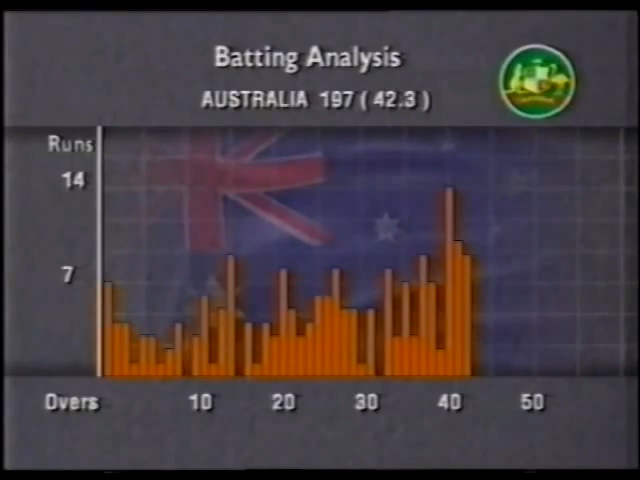 Batting Analysis
AUSTRALIA 197 ( 42.3 )
Runs
14
7
Overs 10 20 30 40 50